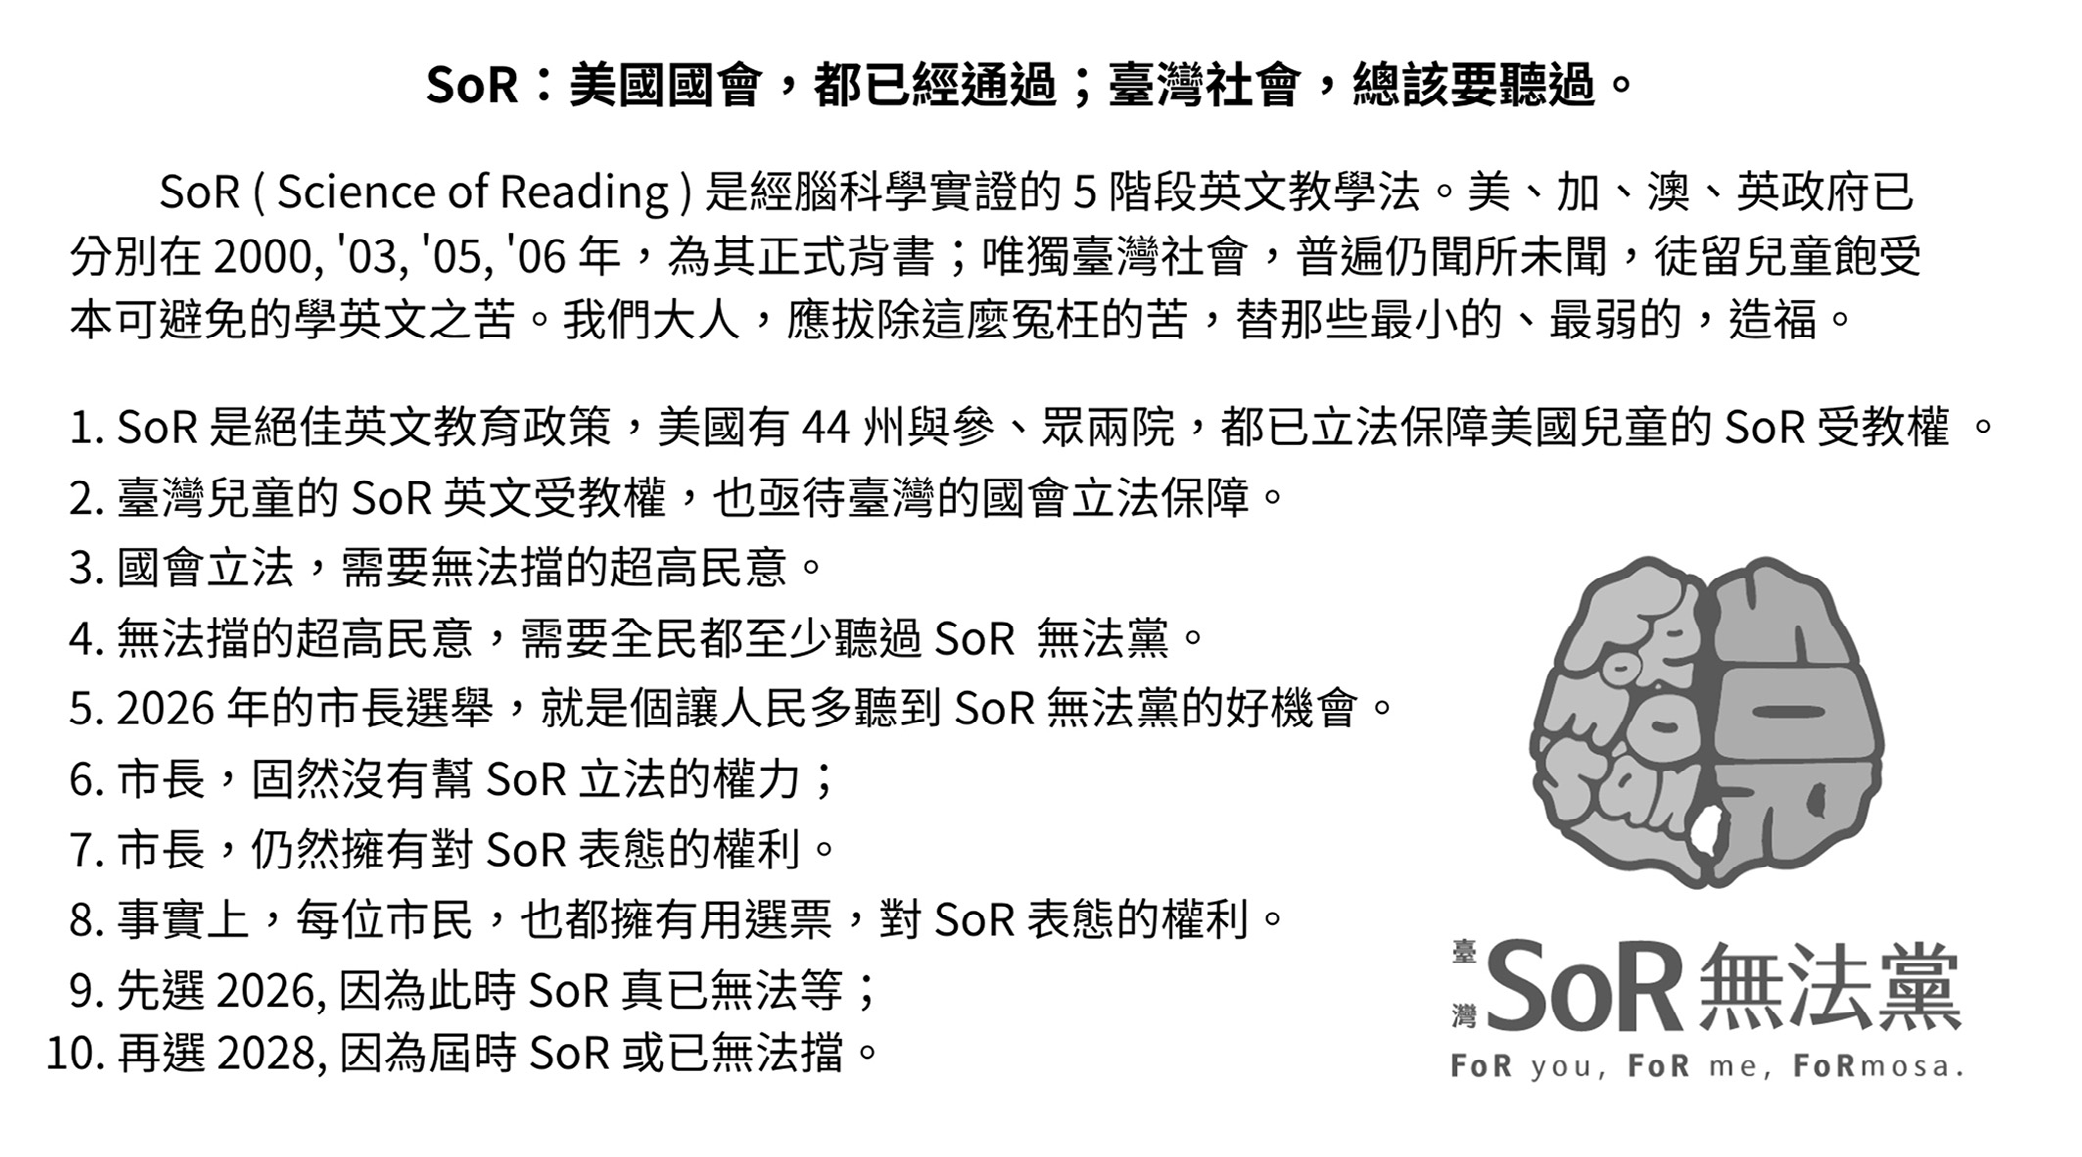 SoR：美國國會，都已經通過；臺灣社會，總該要聽過。
SoR ( Science of Reading ) 是經腦科學實證的 5 階段英文教學法。美、加、澳、英政府已
分別在 2000, '03, '05, '06 年，為其正式背書；唯獨臺灣社會，普遍仍聞所未聞，徒留兒童飽受
本可避免的學英文之苦。我們大人，應拔除這麼冤枉的苦，替那些最小的、最弱的，造福。
1. SoR 是絕佳英文教育政策，美國有 44 州與參、眾兩院，都已立法保障美國兒童的 SoR 受教權 。
2. 臺灣兒童的 SoR 英文受教權，也亟待臺灣的國會立法保障。
3. 國會立法，需要無法擋的超高民意。
4. 無法擋的超高民意，需要全民都至少聽過 SoR 無法黨。
5. 2026 年的市長選舉，就是個讓人民多聽到 SoR 無法黨的好機會。
6. 市長，固然沒有幫 SoR 立法的權力；
7. 市長，仍然擁有對 SoR 表態的權利。
8. 事實上，每位市民，也都擁有用選票，對 SoR 表態的權利。
9. 先選 2026, 因為此時 SoR 真已無法等；
10. 再選 2028, 因為屆時 SoR 或已無法擋。
臺灣 SoR無法黨
FoR you, FoR me, FoRmosa.